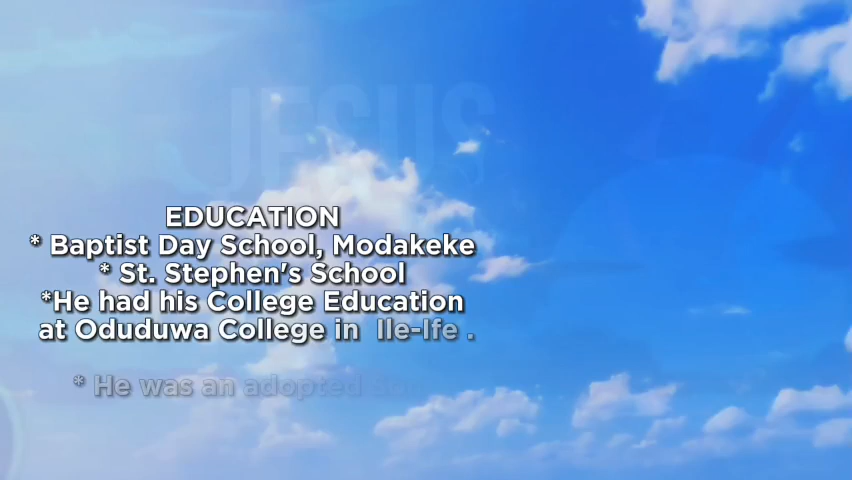 JESUS
EDUCATION
* Baptist Day School, Modakeke
* St. Stephen's School
*He had his College Education
at Oduduwa College in Ile-Ife .
* He was an adopted